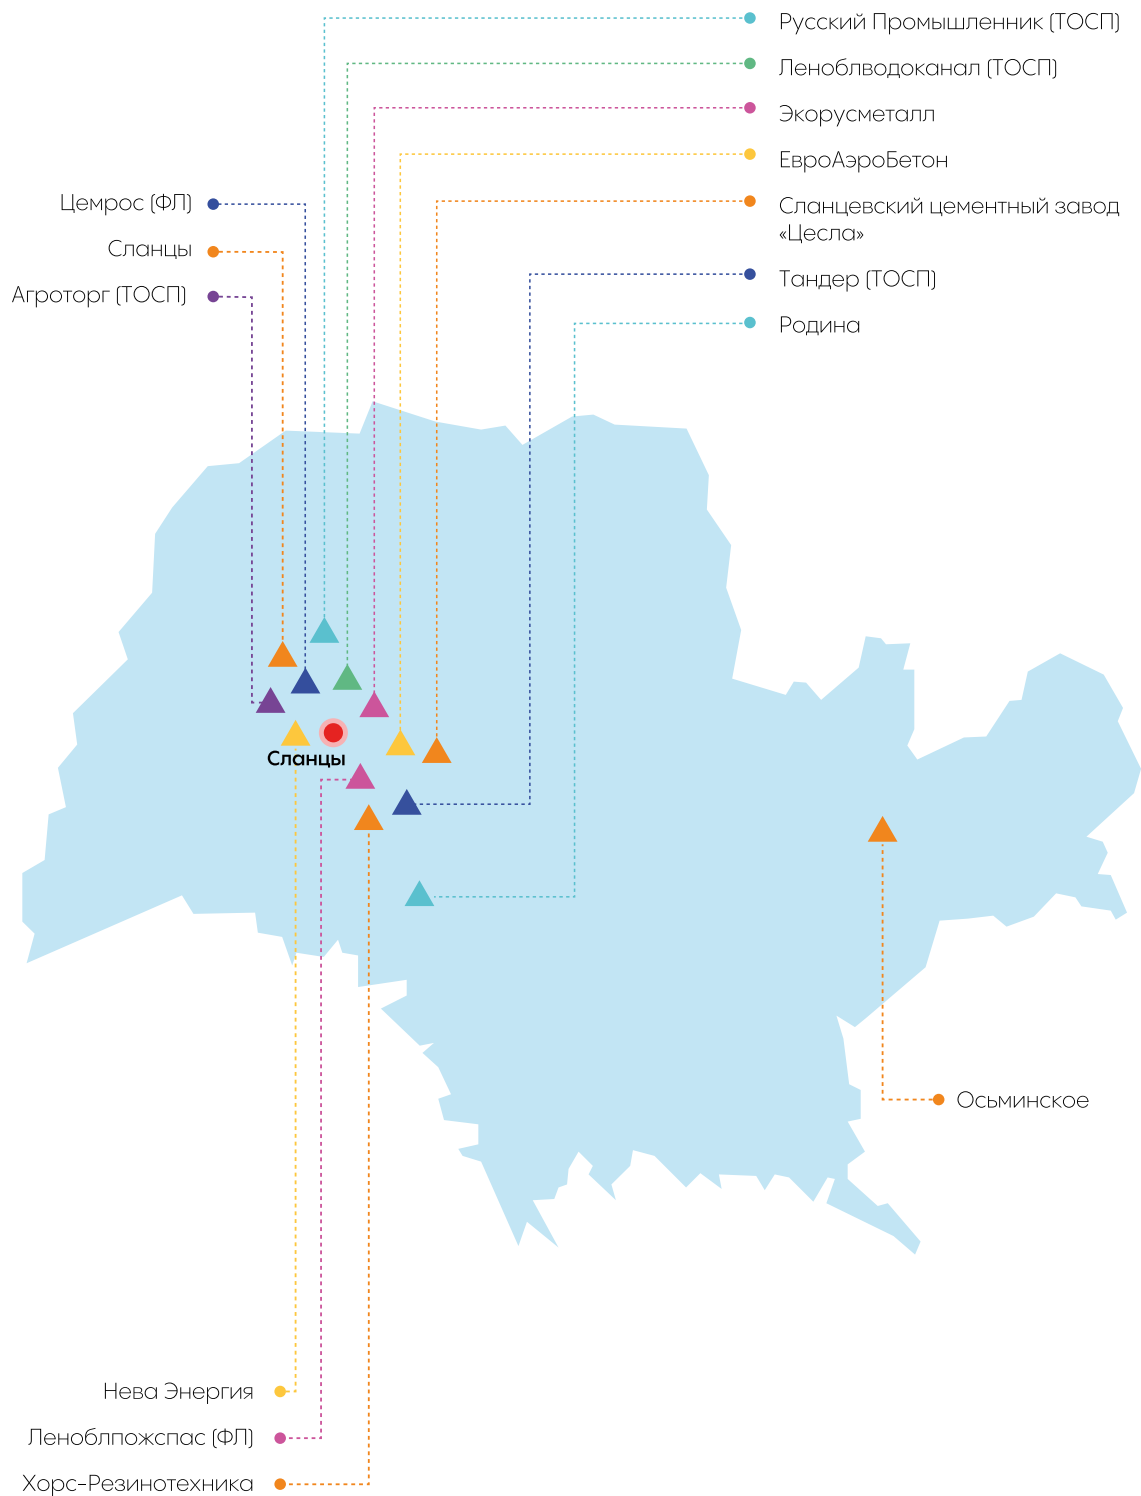 Русский Промышленник (ТОСП)
Леноблводоканал (ТОСП)
Экорусметалл
ЕвроАэроБетон
Сланцевский цементный завод
«Цесла»
Тандер (ТОСП)
Родина
Цемрос (ФЛ)
Сланцы
Агроторг (ТОСП)
Сланцы
Осьминское
Нева Энергия
Леноблпожспас (ФЛ)
Хорс-Резинотехника